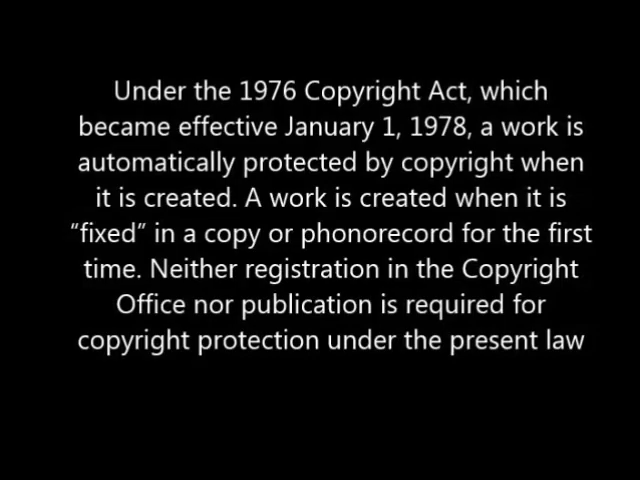 Under the 1976 Copyright Act, which
became effective January 1, 1978, a work is
automatically protected by copyright when
it is created. A work is created when it is
“fixed” in a copy or phonorecord for the first
time. Neither registration in the Copyright
Office nor publication is required for
copyright protection under the present law